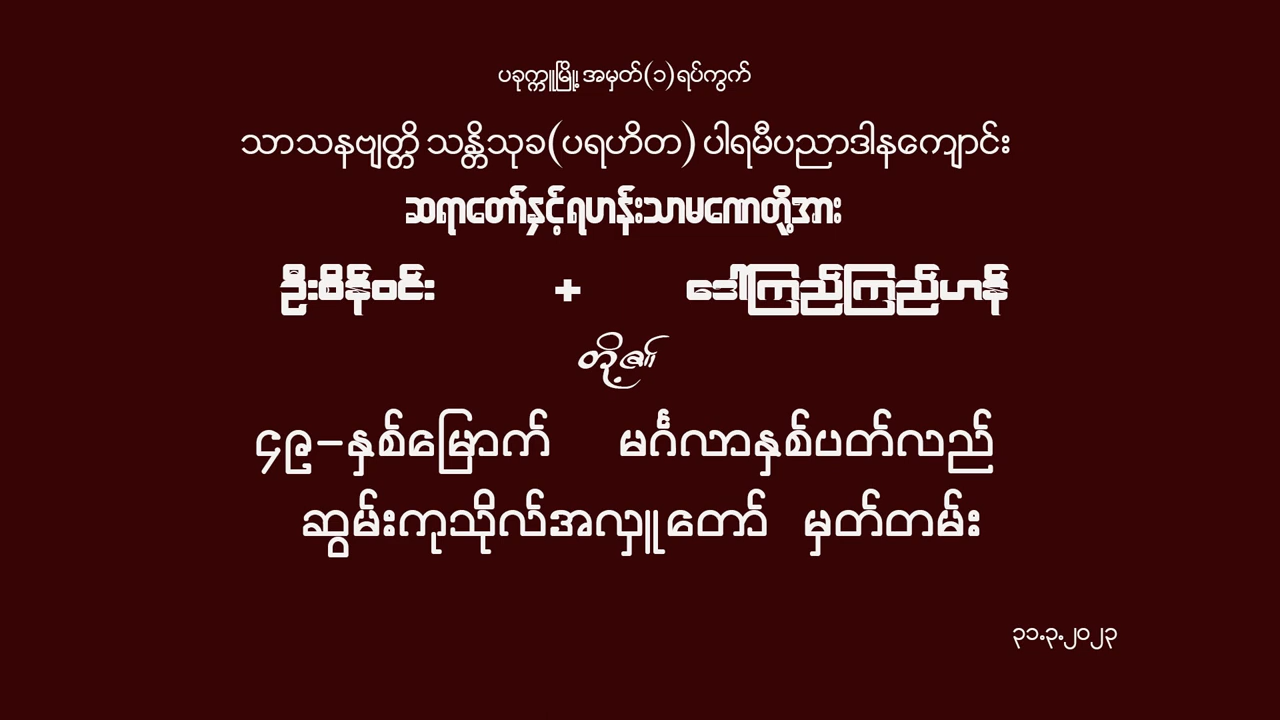 ပခုက္ကူမြို့၊ အမှတ်(၁)ရပ်ကွက်
သာသနဗျတ္တိ သန္တိသုခ(ပရဟိတ) ပါရမီပညာဒါနကျောင်း
ဆရာတော်နှင့်ရဟန်းသာမဏေတို့အား
ဦးစိန်ဝင်း + ဒေါ်ကြည်ကြည်ဟန်
တို့၏
၄၉-နှစ်မြောက် မင်္ဂလာနှစ်ပတ်လည်
ဆွမ်းကုသိုလ်အလှူတော် မှတ်တမ်း
၃၁.၃.၂၀၂၃